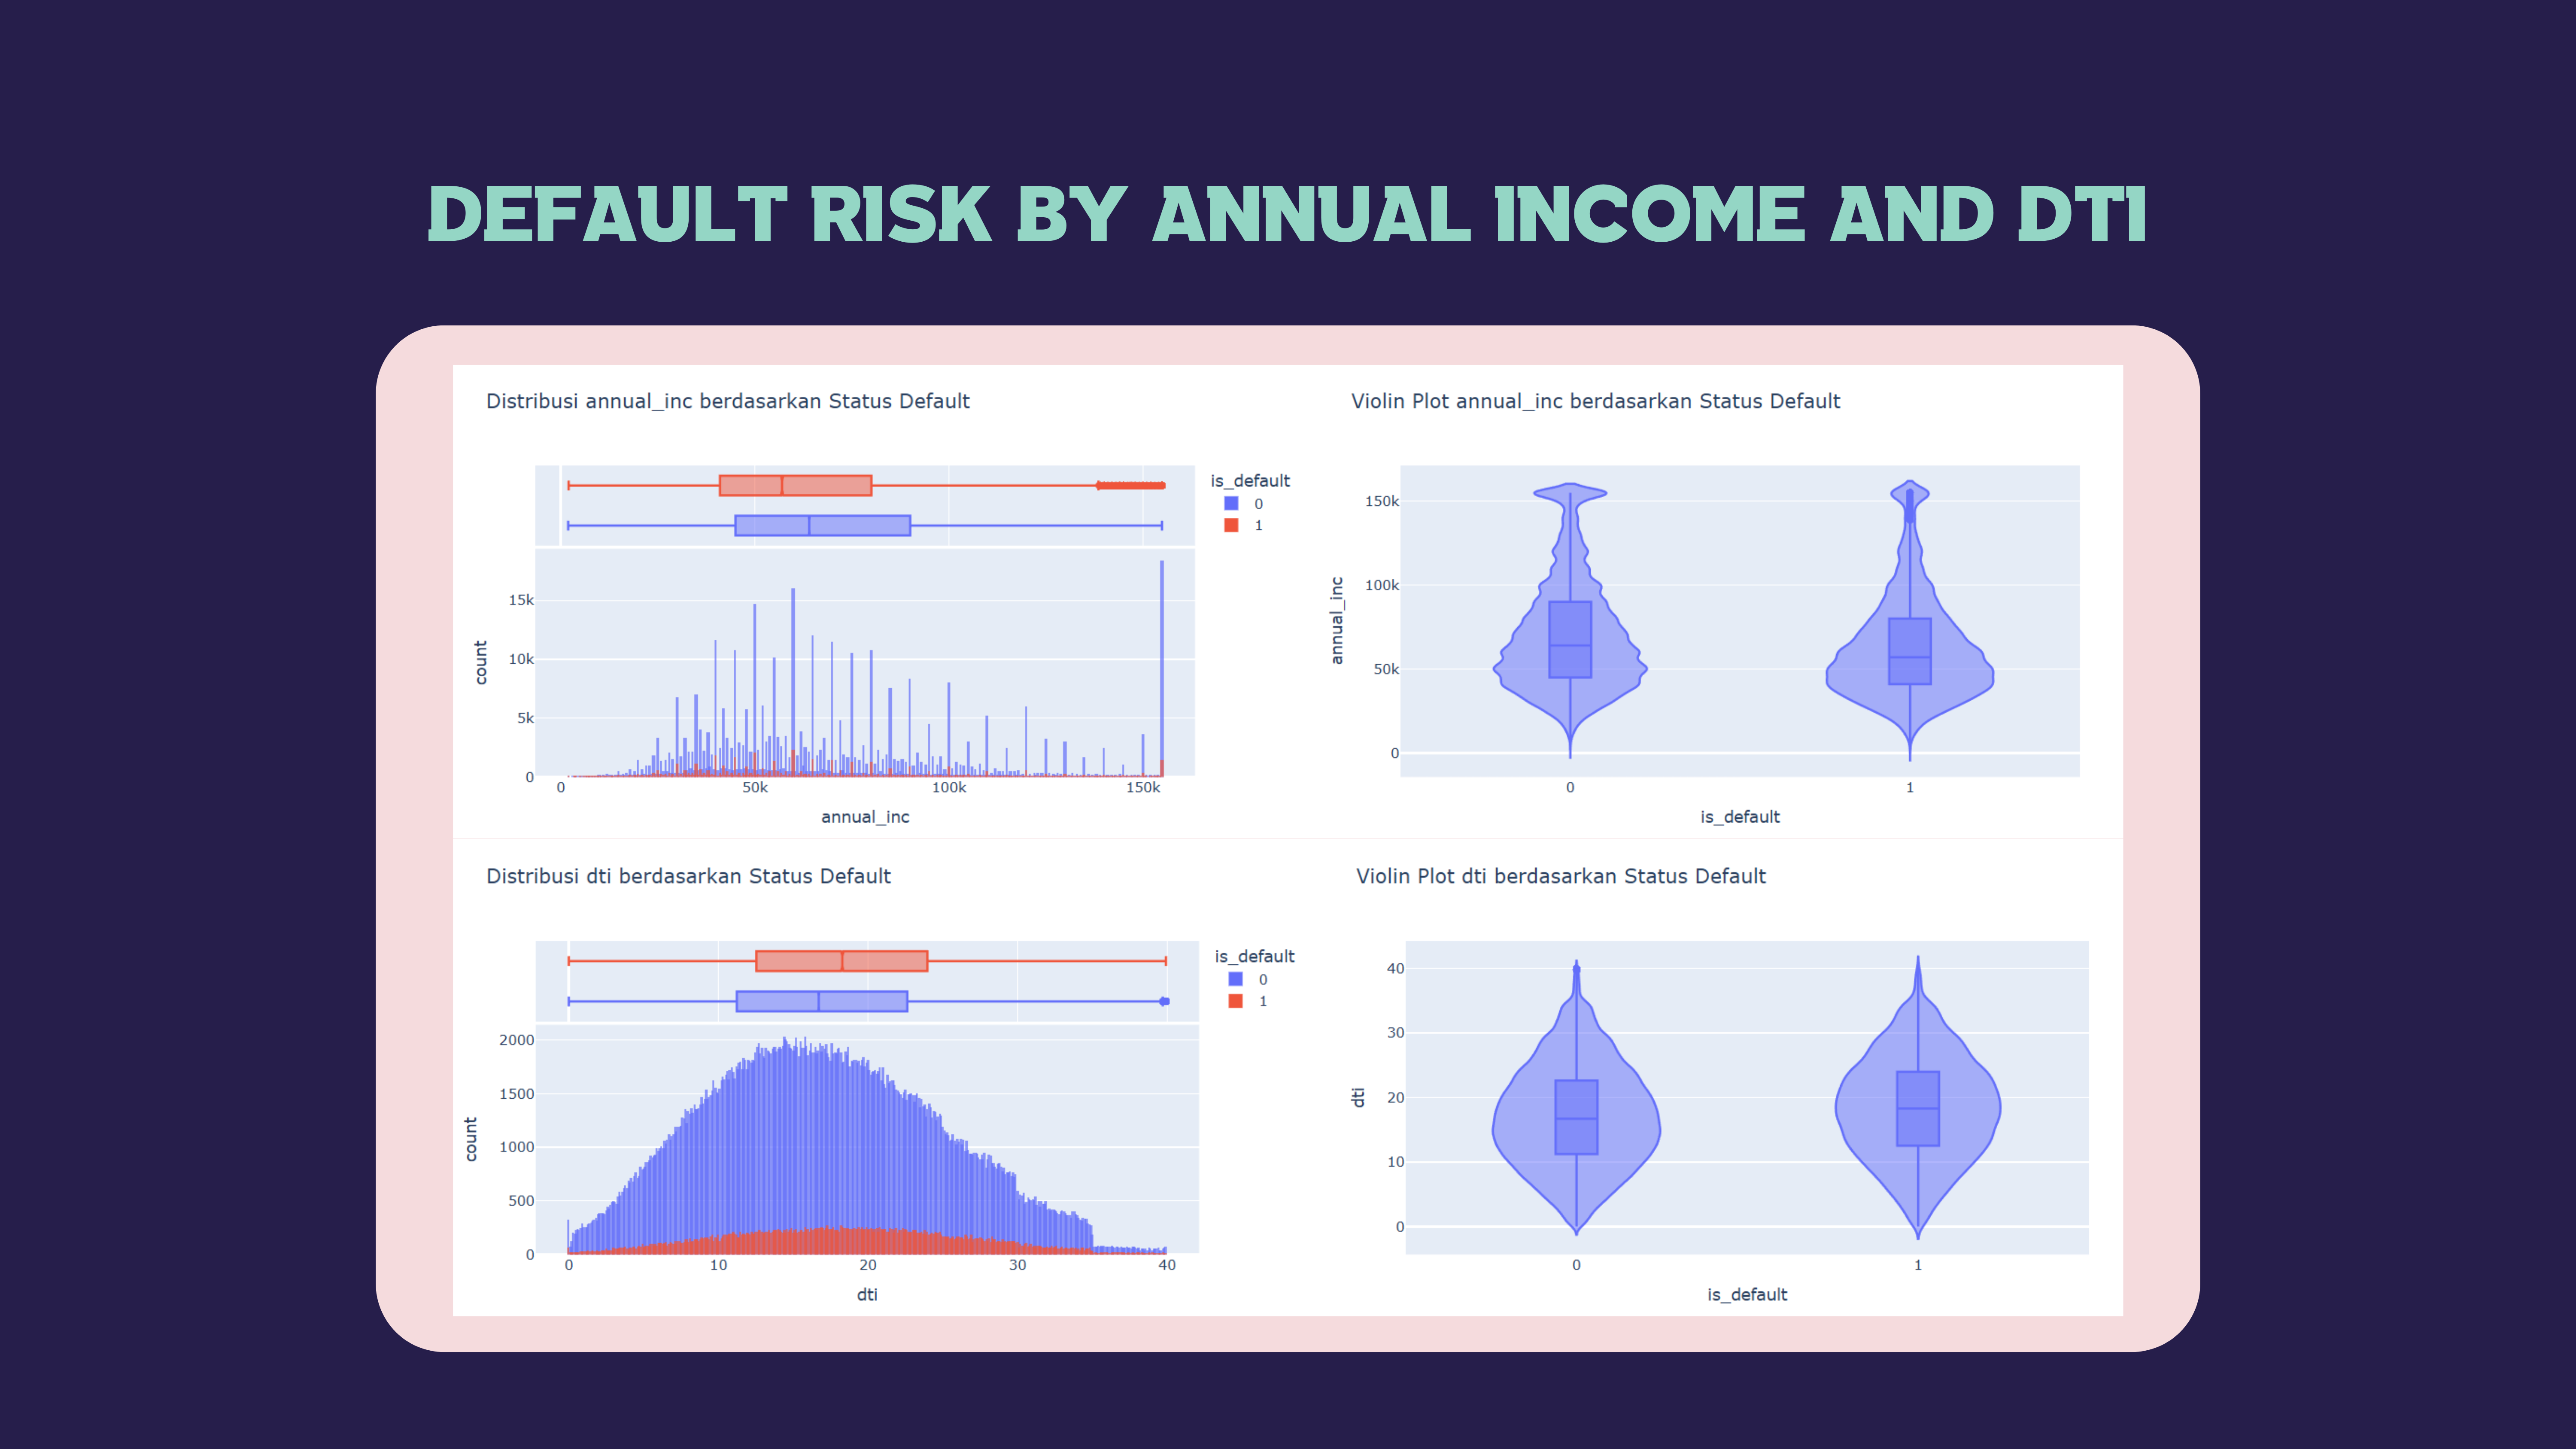 DEFAULT RISK BY ANNUAL INCOME AND DTI
Distribusi annual_inc berdasarkan Status Default
is_default
0
1
15k
10k
5k
0
count
0 50k 100k 150k
annual_inc
Violin Plot annual_inc berdasarkan Status Default
150k
100k
50k
0
annual_inc
0 1
is_default
Distribusi dti berdasarkan Status Default
is_default
0
1
2000
1500
1000
500
0
count
0 10 20 30 40
dti
Violin Plot dti berdasarkan Status Default
40
30
20
10
0
dti
0 1
is_default